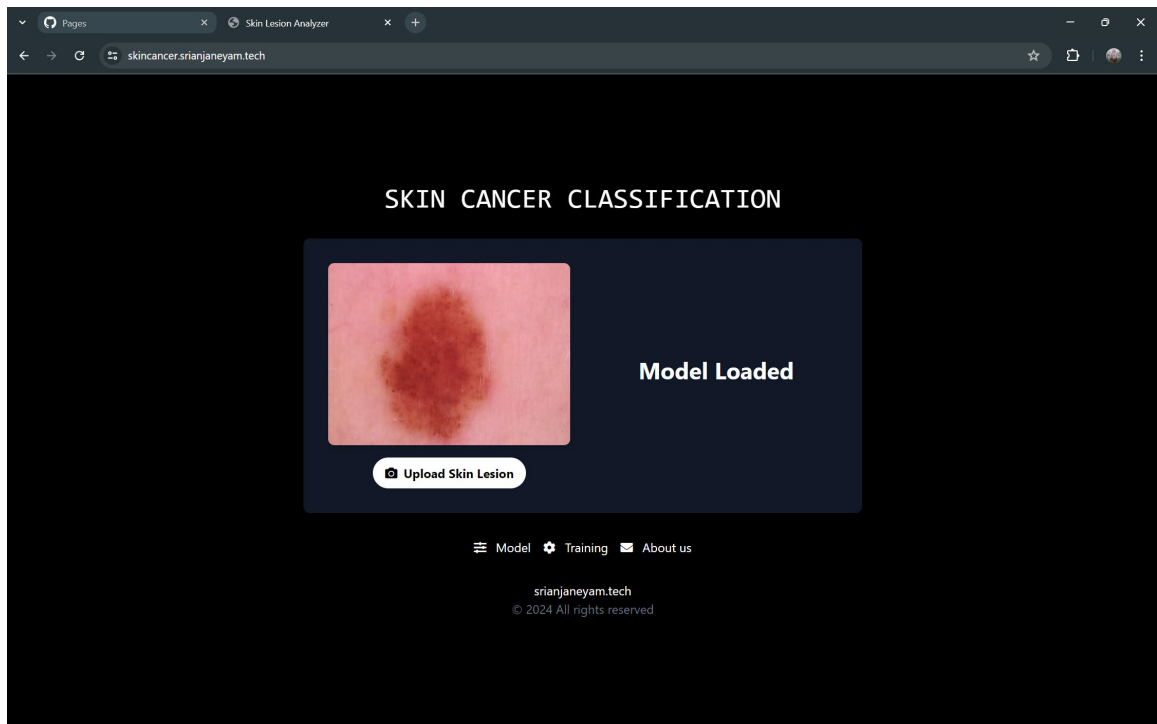 Pages
Skin Lesion Analyzer
skincancer.srianjaneyam.tech
SKIN CANCER CLASSIFICATION
Model Loaded
Upload Skin Lesion
Model Training About us
srianjaneyam.tech
© 2024 All rights reserved